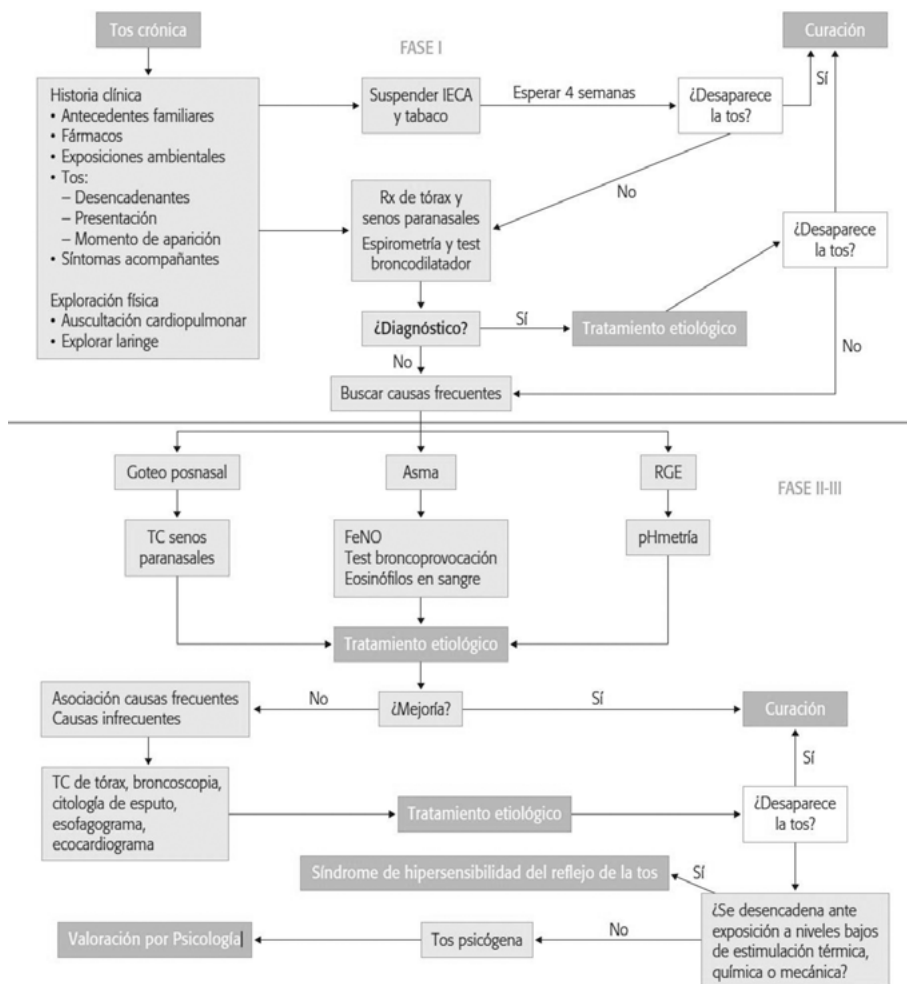 Tos crónica
FASE I
Curación
Historia clínica
• Antecedentes familiares
• Fármacos
• Exposiciones ambientales
• Tos:
– Desencadenantes
– Presentación
– Momento de aparición
• Síntomas acompañantes
Exploración física
• Auscultación cardiopulmonar
• Explorar laringe
Suspender IECA
y tabaco
Esperar 4 semanas
¿Desaparece
la tos?
Sí
No
Rx de tórax y
senos paranasales
Espirometría y test
broncodilatador
¿Desaparece
la tos?
¿Diagnóstico?
Sí
Tratamiento etiológico
No
No
Buscar causas frecuentes
FASE II-III
Goteo posnasal
Asma
RGE
TC senos
paranasales
FeNO
Test broncoprovocación
Eosinófilos en sangre
pHmetría
Tratamiento etiológico
Asociación causas frecuentes
Causas infrecuentes
No
¿Mejoría?
Sí
Curación
Sí
TC de tórax, broncoscopia,
citología de esputo,
esofagograma,
ecocardiograma
Tratamiento etiológico
¿Desaparece
la tos?
Síndrome de hipersensibilidad del reflejo de la tos
Sí
¿Se desencadena ante
exposición a niveles bajos
de estimulación térmica,
química o mecánica?
No
Tos psicógena
Valoración por Psicología